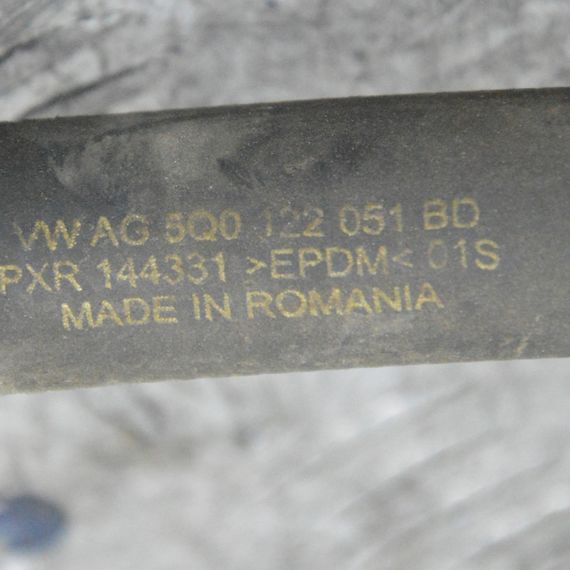 VW AG 5Q0 122 051 BD
PXR 144331 >EPDM< 01S
MADE IN ROMANIA